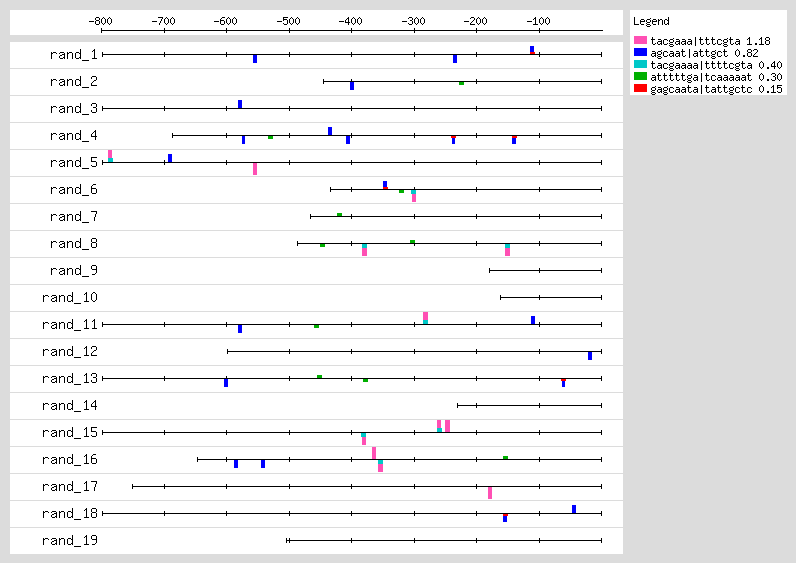 -800 -700 -600 -500 -400 -300 -200 -100
Legend
tacgaaa|tttcgta 1.18
agcaat|attgct 0.82
tacgaaaa|ttttcgta 0.40
atttttga|tcaaaaat 0.30
gagcaata|tattgctc 0.15
rand_1
rand_2
rand_3
rand_4
rand_5
rand_6
rand_7
rand_8
rand_9
rand_10
rand_11
rand_12
rand_13
rand_14
rand_15
rand_16
rand_17
rand_18
rand_19